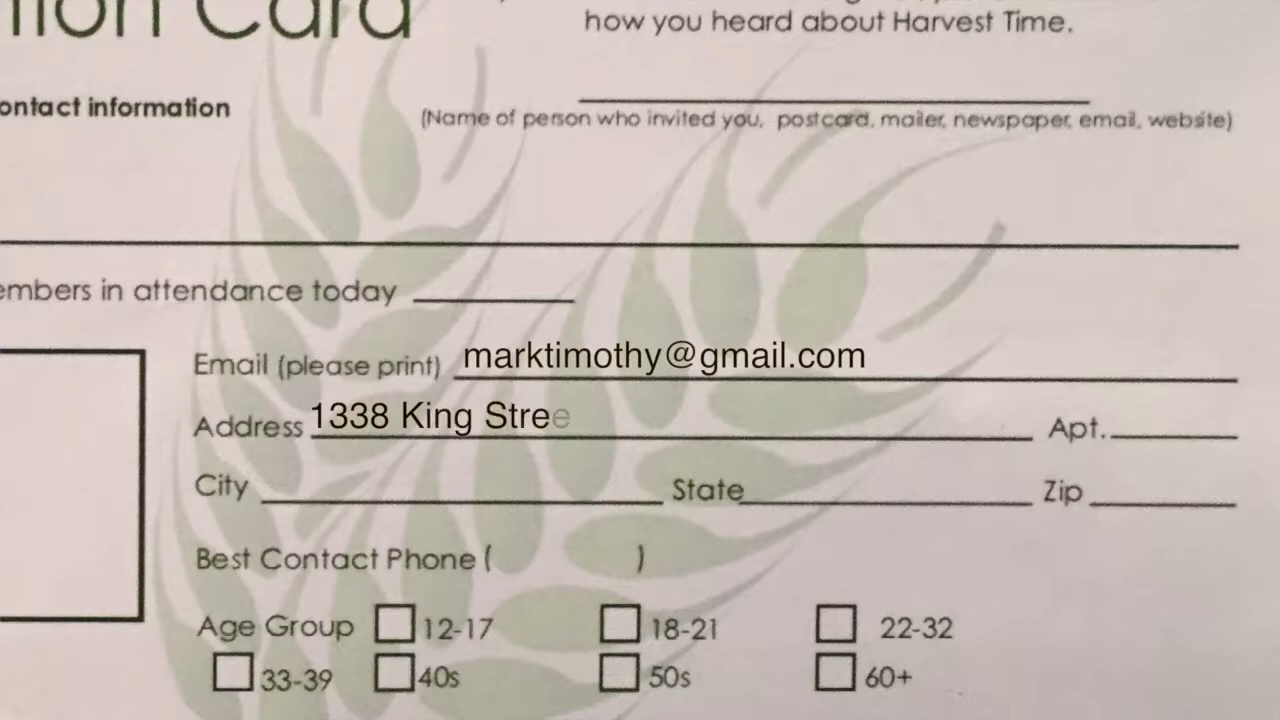 tion Card
how you heard about Harvest Time.
ontact information
(Name of person who invited you, postcard, mailer, newspaper, email, website)
embers in attendance today
Email (please print) marktimothy@gmail.com
Address 1338 King Stree Apt.
City State Zip
Best Contact Phone ( )
Age Group 12-17 18-21 22-32
33-39 40s 50s 60+